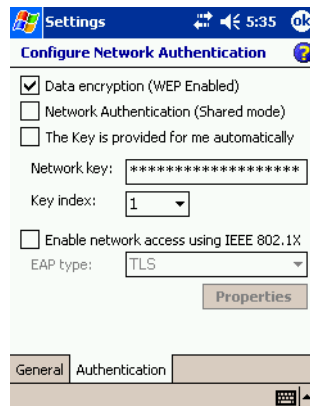 Settings 5:35 ok
Configure Network Authentication ?
Data encryption (WEP Enabled)
Network Authentication (Shared mode)
The Key is provided for me automatically
Network key: *******************
Key index: 1
Enable network access using IEEE 802.1X
EAP type: TLS
Properties
General Authentication